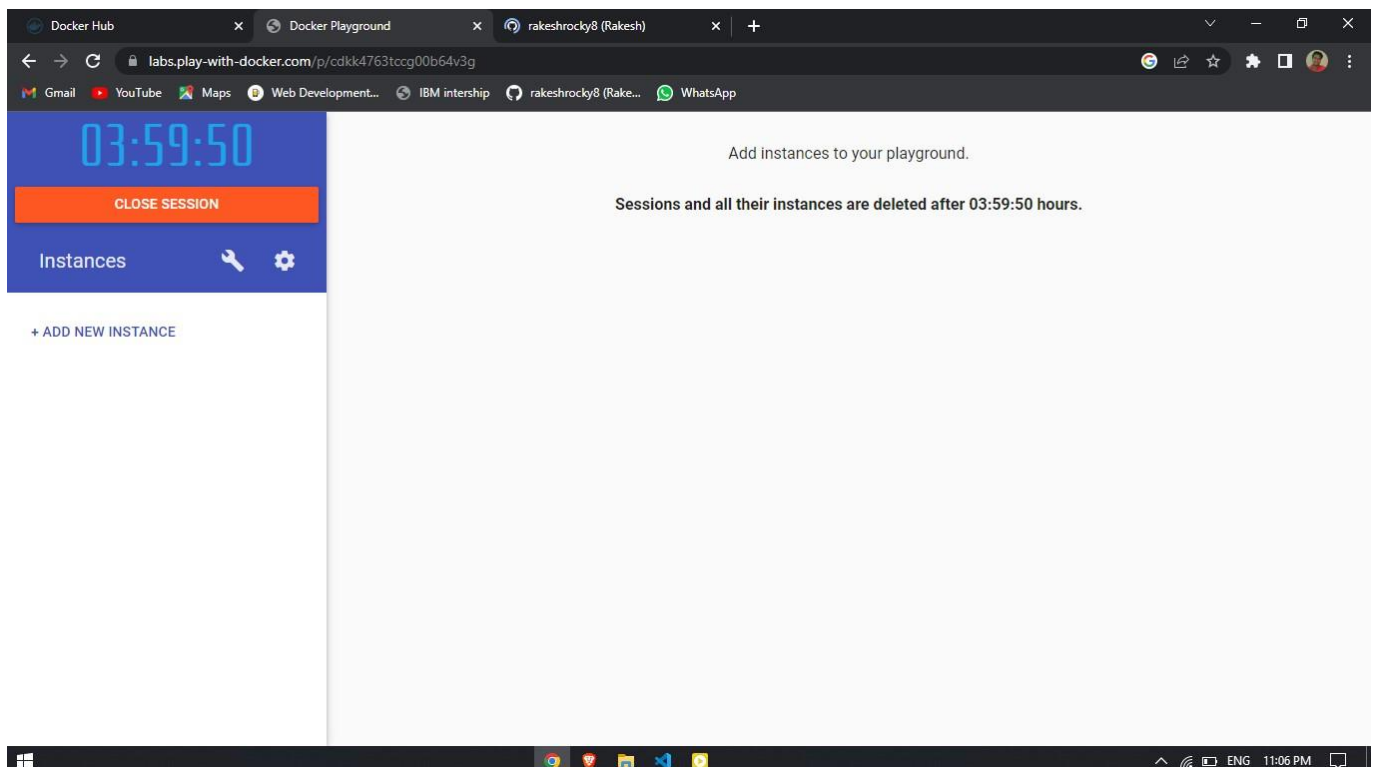 Docker Hub
Docker Playground
rakeshrocky8 (Rakesh)
labs.play-with-docker.com/p/cdkk4763tccg00b64v3g
Gmail
YouTube
Maps
Web Development...
IBM intership
rakeshrocky8 (Rake...
WhatsApp
03:59:50
CLOSE SESSION
Instances
+ ADD NEW INSTANCE
Add instances to your playground.
Sessions and all their instances are deleted after 03:59:50 hours.
ENG 11:06 PM